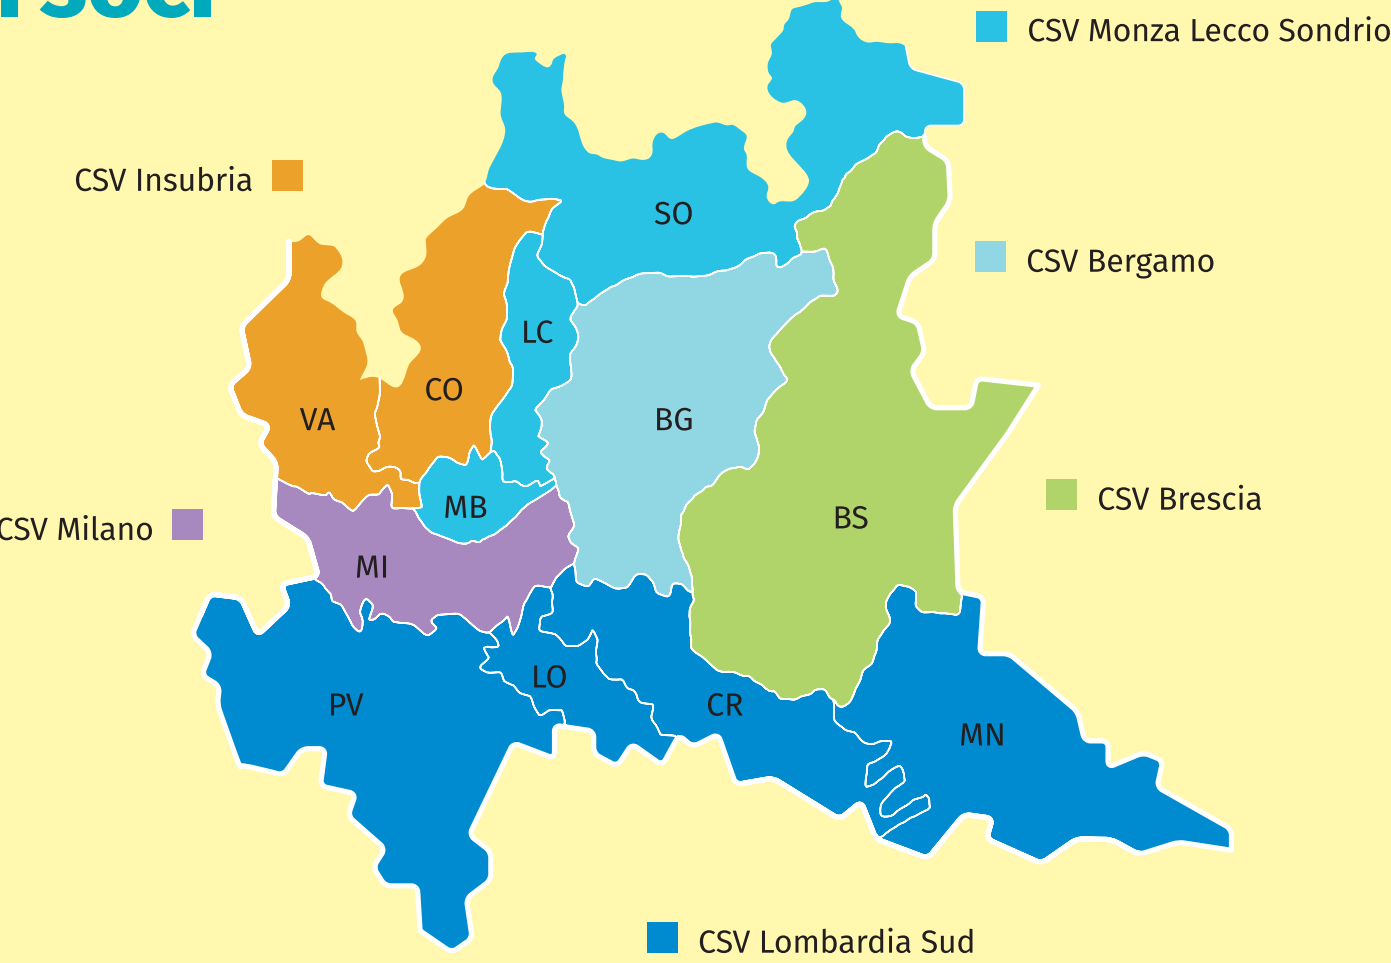 CSV Monza Lecco Sondrio
CSV Insubria
SO
CSV Bergamo
LC
CO
VA
BG
CSV Brescia
MB
BS
CSV Milano
MI
LO
PV
CR
MN
CSV Lombardia Sud